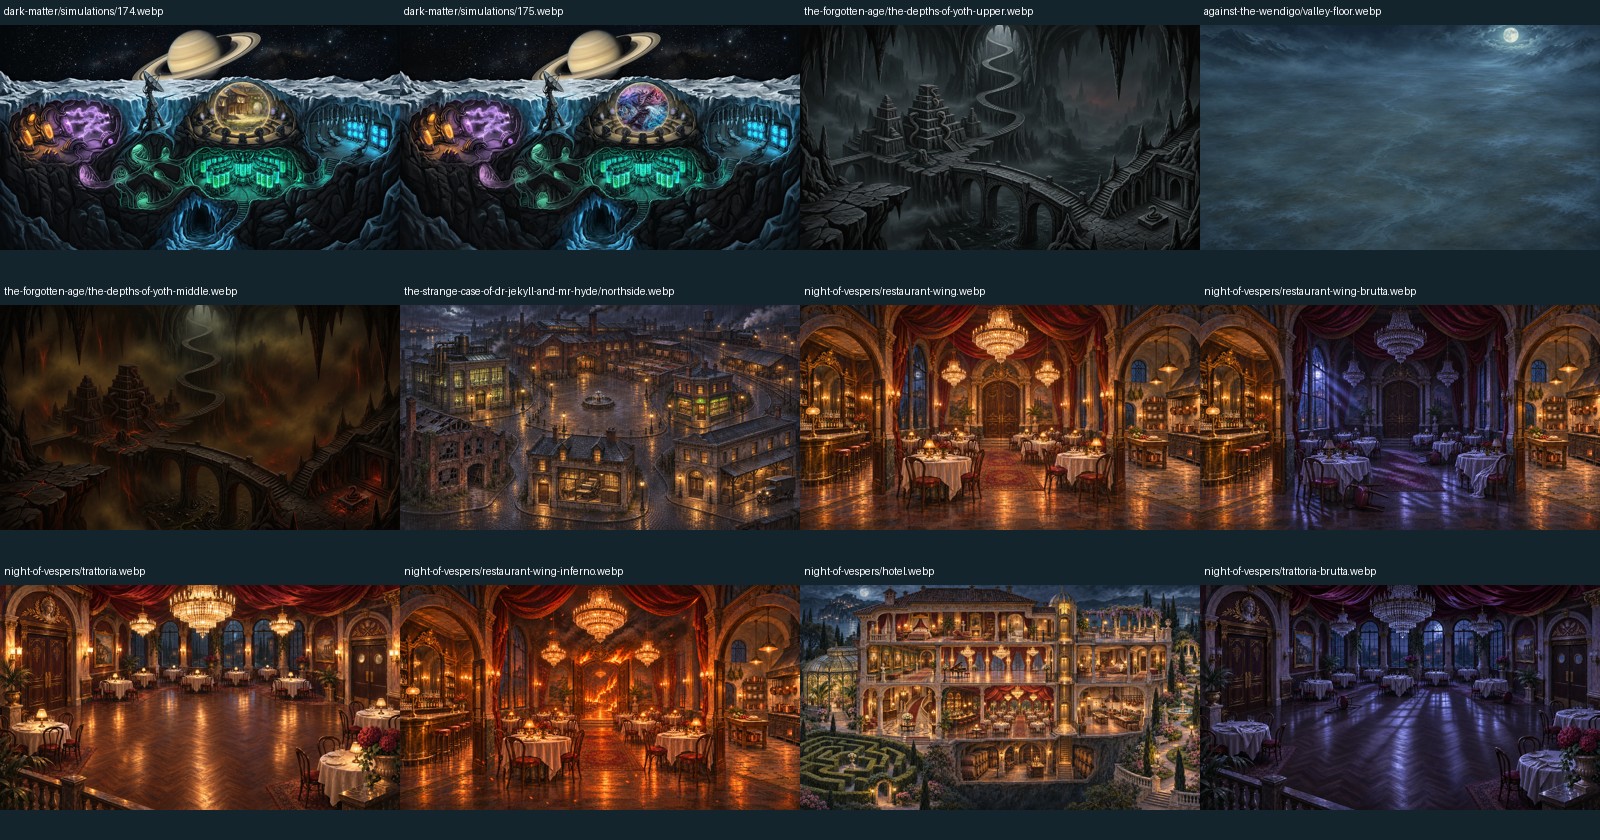 dark-matter/simulations/174.webp
dark-matter/simulations/175.webp
the-forgotten-age/the-depths-of-yoth-upper.webp
against-the-wendigo/valley-floor.webp
the-forgotten-age/the-depths-of-yoth-middle.webp
the-strange-case-of-dr-jekyll-and-mr-hyde/northside.webp
night-of-vespers/restaurant-wing.webp
night-of-vespers/restaurant-wing-brutta.webp
night-of-vespers/trattoria.webp
night-of-vespers/restaurant-wing-inferno.webp
night-of-vespers/hotel.webp
night-of-vespers/trattoria-brutta.webp